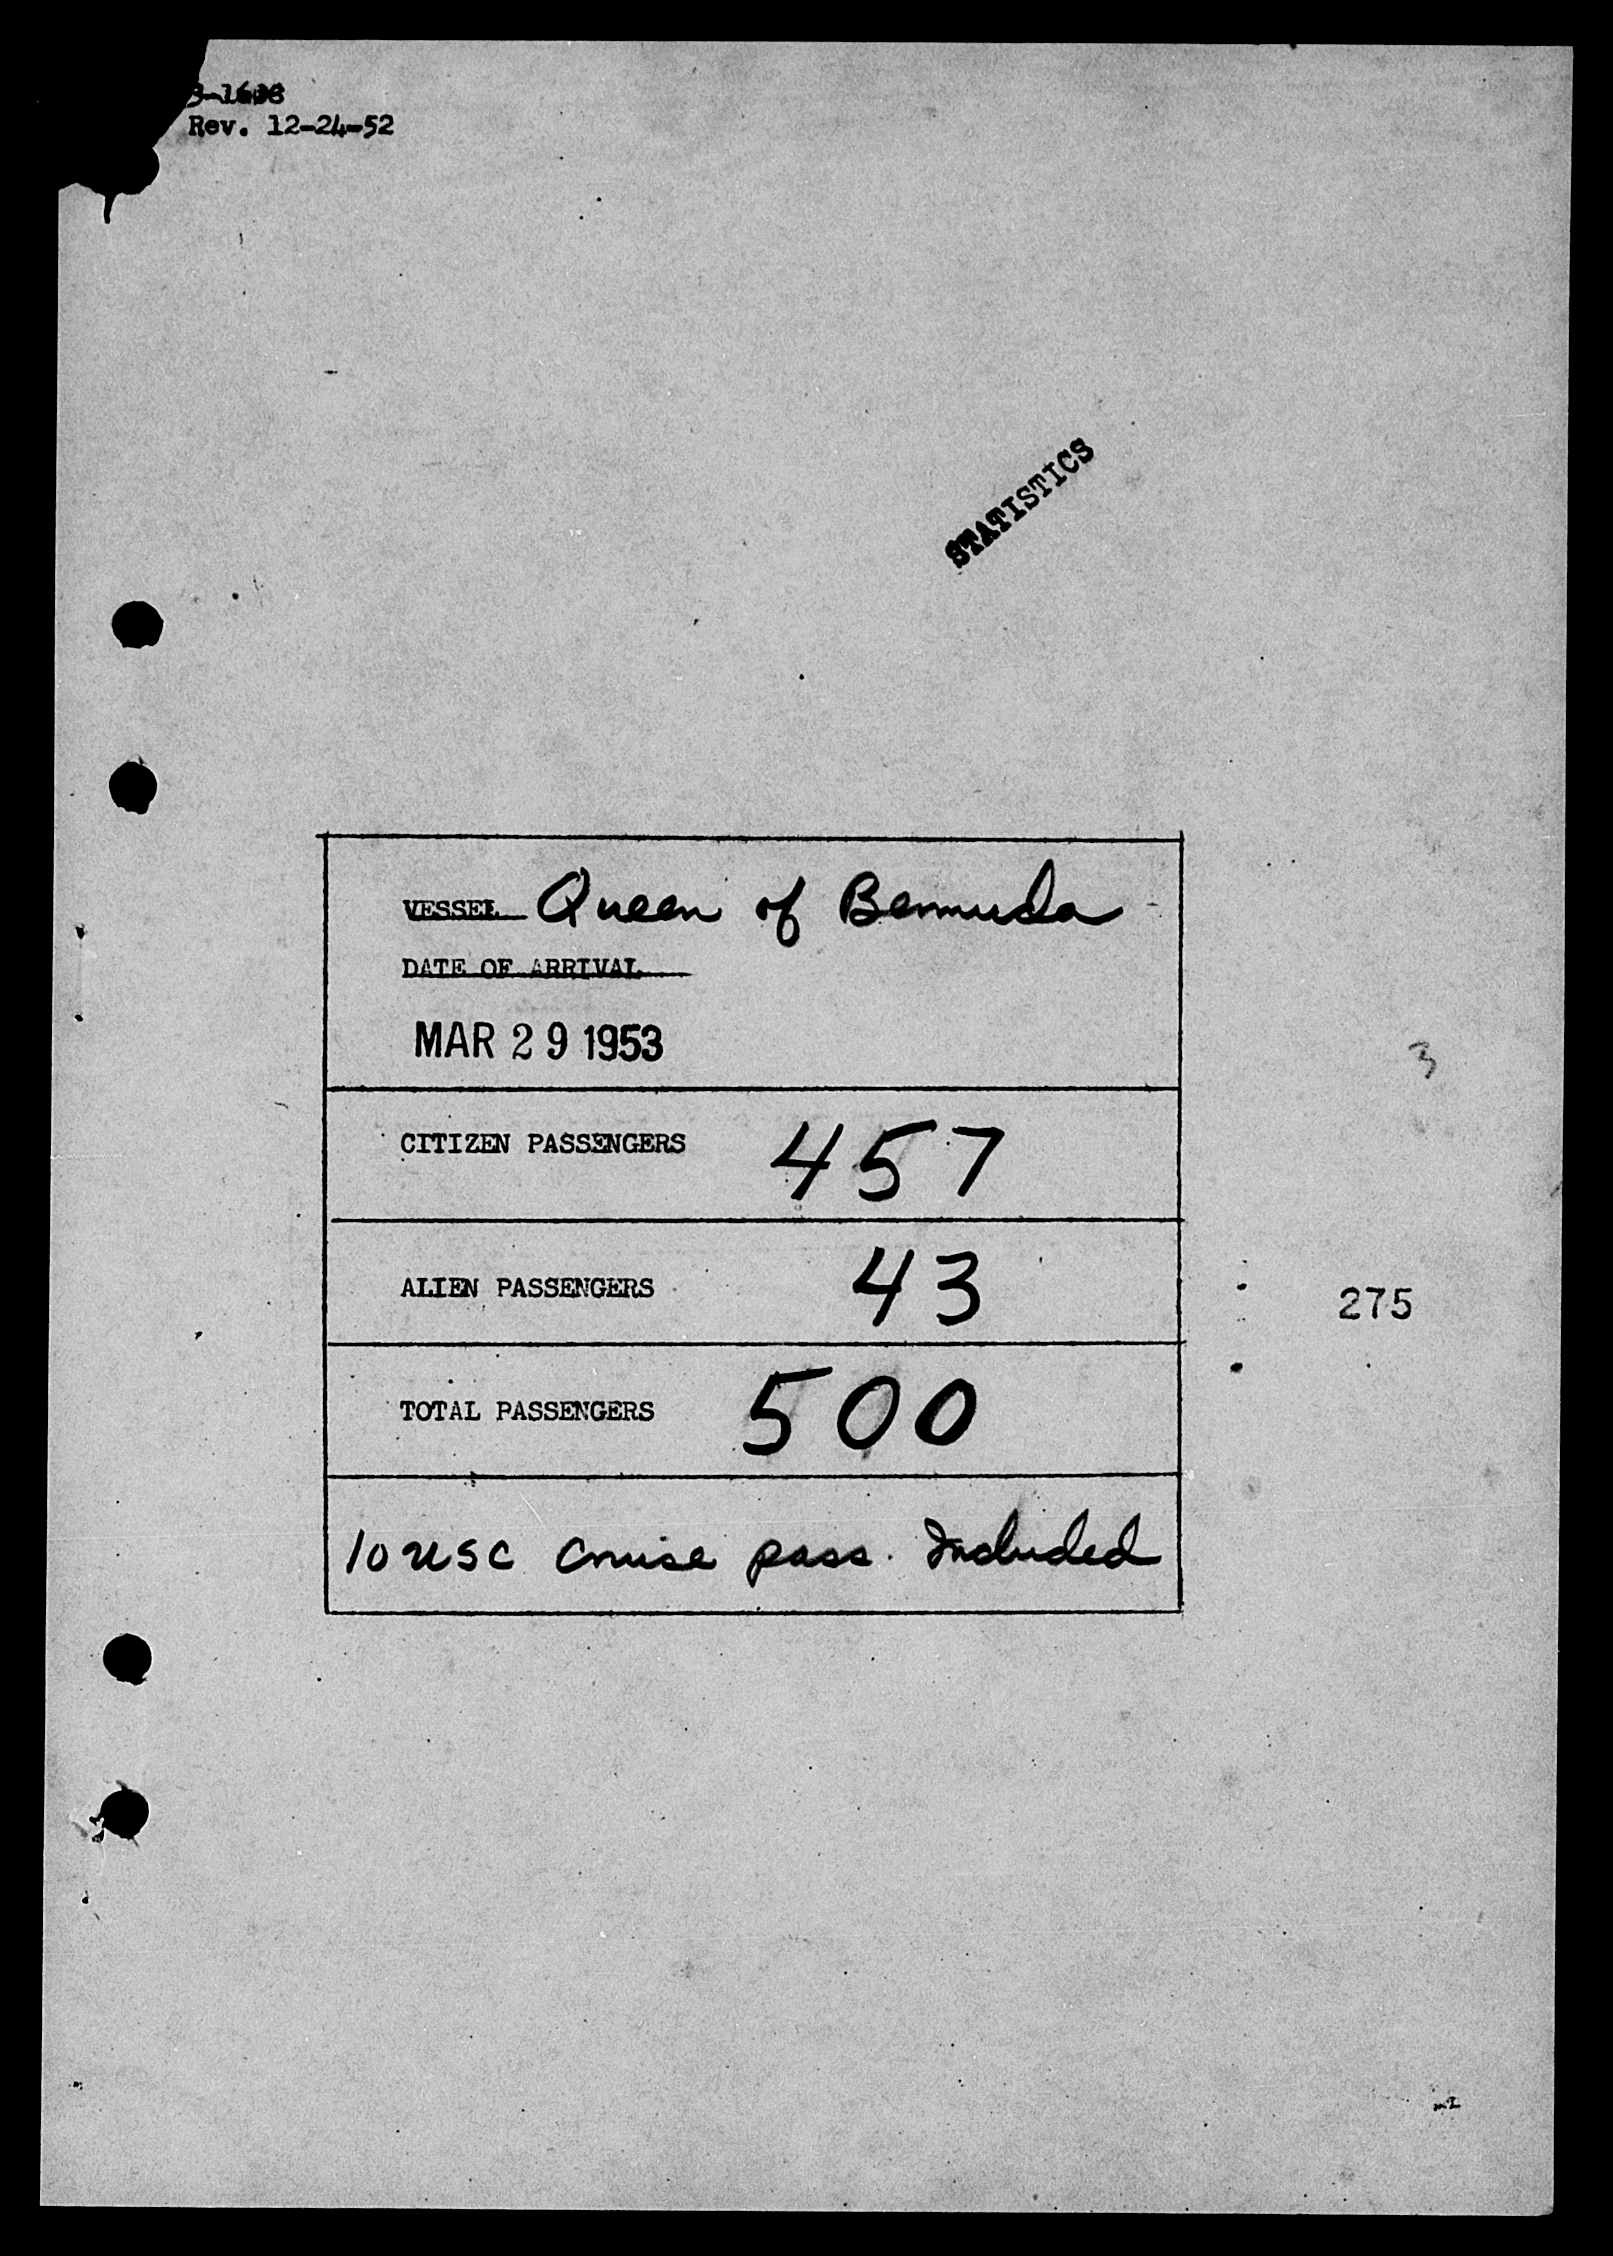 Rev. 12-24-52
STATISTICS
VESSEL Queen of Bermuda
DATE OF ARRIVAL
MAR 29 1953
3
CITIZEN PASSENGERS 457
ALIEN PASSENGERS 43
275
TOTAL PASSENGERS 500
10 USC Cruise pass. Included